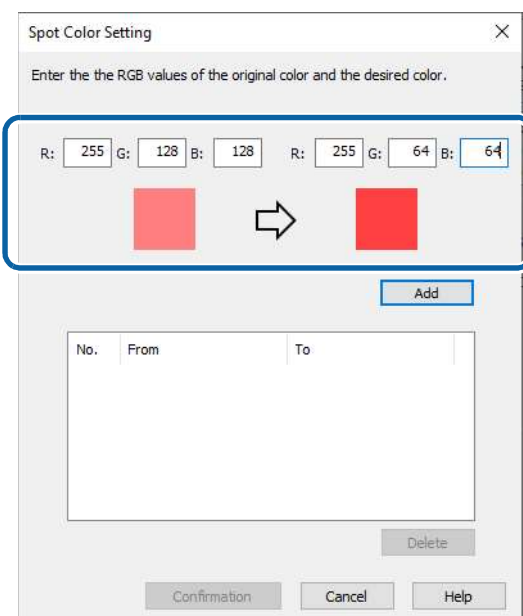 Spot Color Setting
Enter the the RGB values of the original color and the desired color.
R: 255 G: 128 B: 128 R: 255 G: 64 B: 64
Add
No. From To
Delete
Confirmation Cancel Help